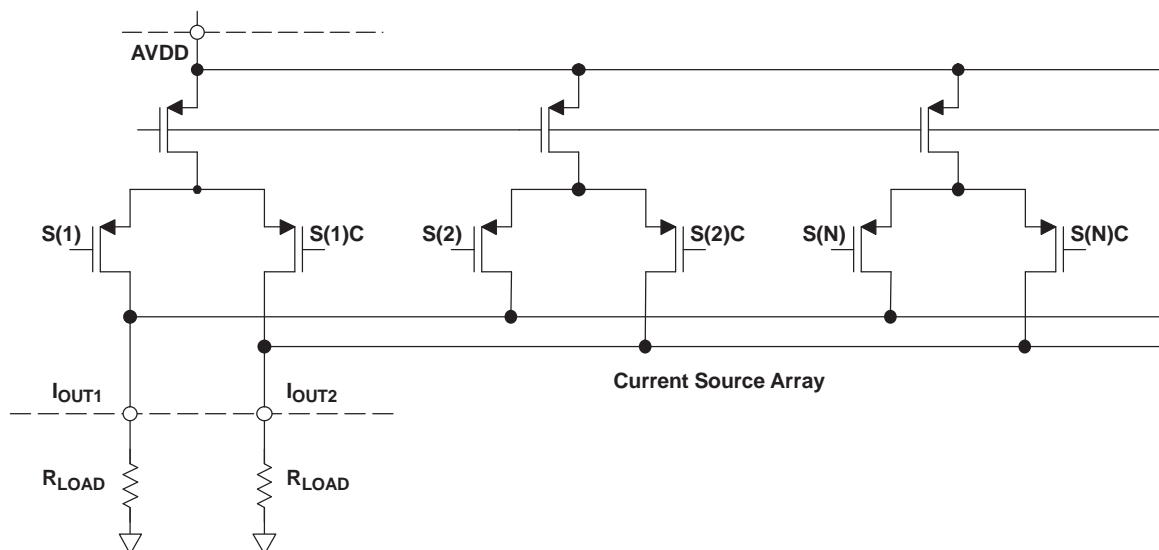 AVDD
S(1)
S(1)C
S(2)
S(2)C
S(N)
S(N)C
Current Source Array
IOUT1
IOUT2
RLOAD
RLOAD